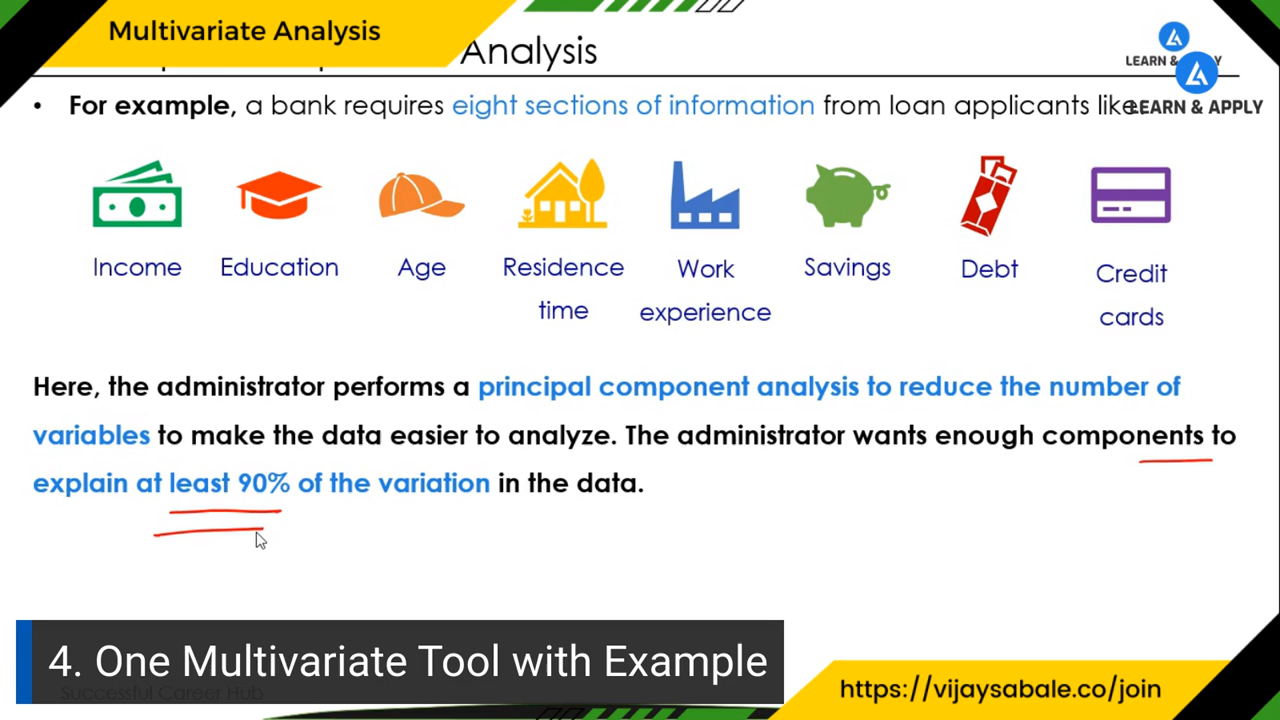 Multivariate Analysis
Analysis
LEARN & APPLY
LEARN & APPLY
• For example, a bank requires eight sections of information from loan applicants like
Income
Education
Age
Residence
time
Work
experience
Savings
Debt
Credit
cards
Here, the administrator performs a principal component analysis to reduce the number of
variables to make the data easier to analyze. The administrator wants enough components to
explain at least 90% of the variation in the data.
4. One Multivariate Tool with Example
Successful Career Hub
https://vijaysabale.co/join